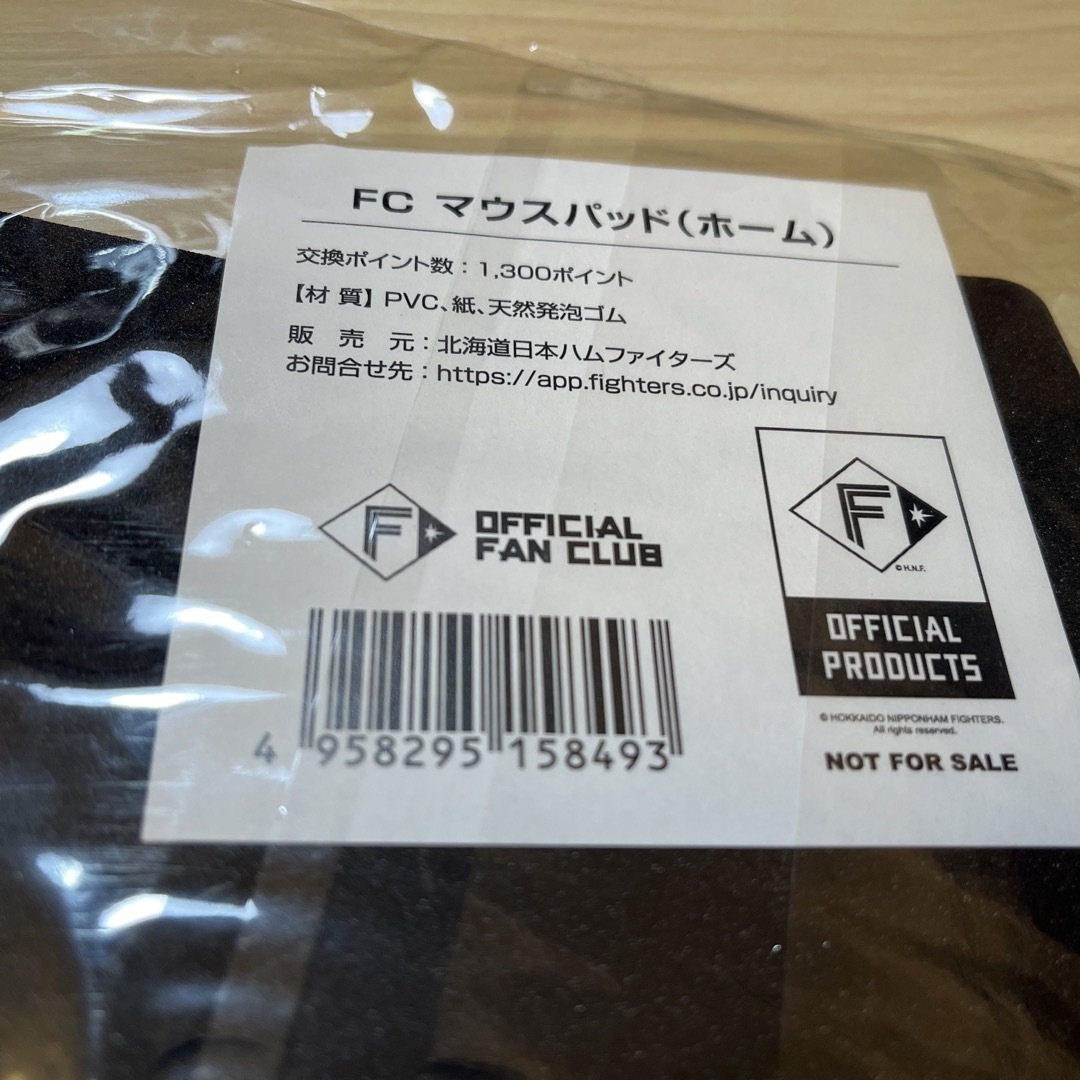 FC マウスパッド(ホーム)
交換ポイント数:1,300ポイント
【材 質】PVC、紙、天然発泡ゴム
販 売 元:北海道日本ハムファイターズ
お問合せ先:https://app.fighters.co.jp/inquiry
F
OFFICIAL
FAN CLUB
F
©H.N.F.
OFFICIAL
PRODUCTS
© HOKKAIDO NIPPONHAM FIGHTERS.
All rights reserved.
NOT FOR SALE
4 958295 158493